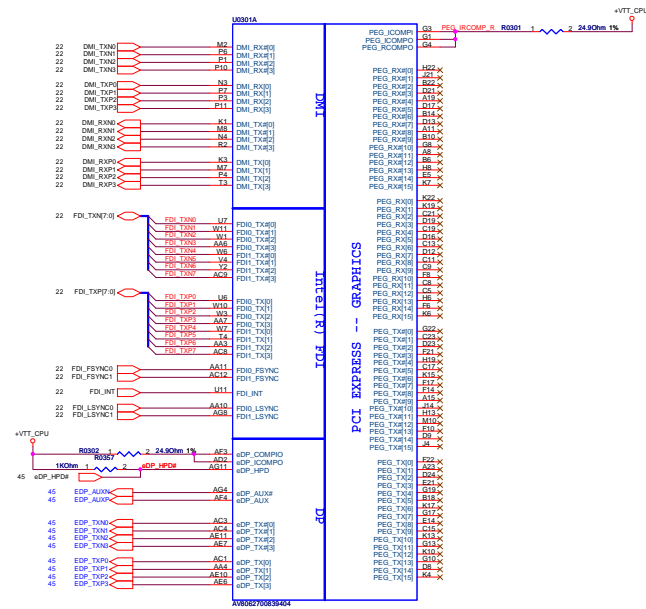 U0301A
+VTT_CPU
PEG_ICOMPI G3 PEG_IRCOMP_R R0301 1 2 24.9Ohm 1%
PEG_ICOMPO G1
PEG_RCOMPO G4
22 DMI_TXN0 M2 DMI_RX#[0]
22 DMI_TXN1 P6 DMI_RX#[1]
22 DMI_TXN2 P1 DMI_RX#[2]
22 DMI_TXN3 P10 DMI_RX#[3]
22 DMI_TXP0 N3 DMI_RX[0]
22 DMI_TXP1 P7 DMI_RX[1]
22 DMI_TXP2 P3 DMI_RX[2]
22 DMI_TXP3 P11 DMI_RX[3]
22 DMI_RXN0 K1 DMI_TX#[0]
22 DMI_RXN1 M8 DMI_TX#[1]
22 DMI_RXN2 N4 DMI_TX#[2]
22 DMI_RXN3 R2 DMI_TX#[3]
22 DMI_RXP0 K3 DMI_TX[0]
22 DMI_RXP1 M7 DMI_TX[1]
22 DMI_RXP2 P4 DMI_TX[2]
22 DMI_RXP3 T3 DMI_TX[3]
DMI
22 FDI_TXN[7:0]
FDI_TXN0 U7 FDI0_TX#[0]
FDI_TXN1 W11 FDI0_TX#[1]
FDI_TXN2 W1 FDI0_TX#[2]
FDI_TXN3 AA6 FDI0_TX#[3]
FDI_TXN4 W6 FDI1_TX#[0]
FDI_TXN5 V4 FDI1_TX#[1]
FDI_TXN6 Y2 FDI1_TX#[2]
FDI_TXN7 AC9 FDI1_TX#[3]
22 FDI_TXP[7:0]
FDI_TXP0 U6 FDI0_TX[0]
FDI_TXP1 W10 FDI0_TX[1]
FDI_TXP2 W3 FDI0_TX[2]
FDI_TXP3 AA7 FDI0_TX[3]
FDI_TXP4 W7 FDI1_TX[0]
FDI_TXP5 T4 FDI1_TX[1]
FDI_TXP6 AA3 FDI1_TX[2]
FDI_TXP7 AC8 FDI1_TX[3]
22 FDI_FSYNC0 AA11 FDI0_FSYNC
22 FDI_FSYNC1 AC12 FDI1_FSYNC
22 FDI_INT U11 FDI_INT
22 FDI_LSYNC0 AA10 FDI0_LSYNC
22 FDI_LSYNC1 AG8 FDI1_LSYNC
Intel(R) FDI
+VTT_CPU
R0302 1 2 24.9Ohm 1% AF3 eDP_COMPIO
AD2 eDP_ICOMPO
R0357
1KOhm 1 2 eDP_HPD# AG11 eDP_HPD
45 eDP_HPD#
45 EDP_AUXN AG4 eDP_AUX#
45 EDP_AUXP AF4 eDP_AUX
45 EDP_TXN0 AC3 eDP_TX#[0]
45 EDP_TXN1 AC4 eDP_TX#[1]
45 EDP_TXN2 AE11 eDP_TX#[2]
45 EDP_TXN3 AE7 eDP_TX#[3]
45 EDP_TXP0 AC1 eDP_TX[0]
45 EDP_TXP1 AA4 eDP_TX[1]
45 EDP_TXP2 AE10 eDP_TX[2]
45 EDP_TXP3 AE6 eDP_TX[3]
DP
AV8062700839404
PCI EXPRESS -- GRAPHICS
PEG_RX#[0] H22
PEG_RX#[1] J21
PEG_RX#[2] B22
PEG_RX#[3] D21
PEG_RX#[4] A19
PEG_RX#[5] D17
PEG_RX#[6] B14
PEG_RX#[7] D13
PEG_RX#[8] A11
PEG_RX#[9] B10
PEG_RX#[10] G8
PEG_RX#[11] A8
PEG_RX#[12] B6
PEG_RX#[13] H8
PEG_RX#[14] E5
PEG_RX#[15] K7
PEG_RX[0] K22
PEG_RX[1] K19
PEG_RX[2] C21
PEG_RX[3] D19
PEG_RX[4] C19
PEG_RX[5] D16
PEG_RX[6] C13
PEG_RX[7] D12
PEG_RX[8] C11
PEG_RX[9] C9
PEG_RX[10] F8
PEG_RX[11] C8
PEG_RX[12] C5
PEG_RX[13] H6
PEG_RX[14] F6
PEG_RX[15] K6
PEG_TX#[0] G22
PEG_TX#[1] C23
PEG_TX#[2] D23
PEG_TX#[3] F21
PEG_TX#[4] H19
PEG_TX#[5] C17
PEG_TX#[6] K15
PEG_TX#[7] F17
PEG_TX#[8] F14
PEG_TX#[9] A15
PEG_TX#[10] J14
PEG_TX#[11] H13
PEG_TX#[12] M10
PEG_TX#[13] F10
PEG_TX#[14] D9
PEG_TX#[15] J4
PEG_TX[0] F22
PEG_TX[1] A23
PEG_TX[2] D24
PEG_TX[3] E21
PEG_TX[4] G19
PEG_TX[5] B18
PEG_TX[6] K17
PEG_TX[7] G17
PEG_TX[8] E14
PEG_TX[9] C15
PEG_TX[10] K13
PEG_TX[11] G13
PEG_TX[12] K10
PEG_TX[13] G10
PEG_TX[14] D8
PEG_TX[15] K4